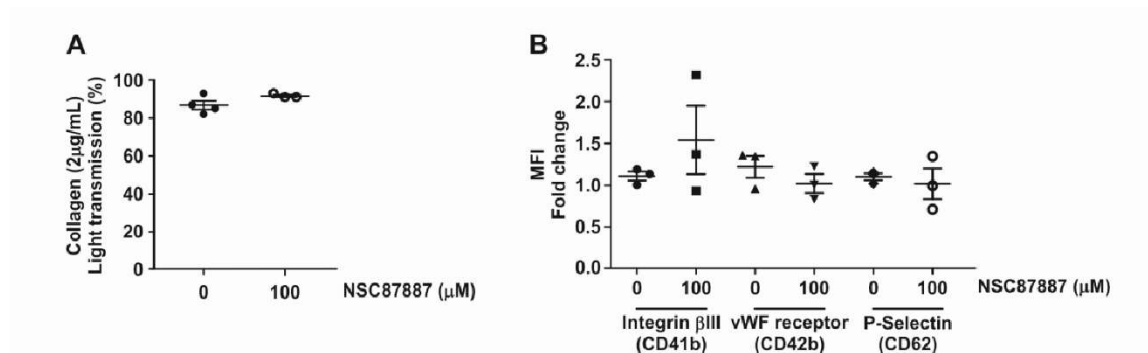 A
Collagen (2μg/mL)
Light transmission (%)
100
80
60
40
20
0
0 100 NSC87887 (μM)
B
MFI
Fold change
2.5
2.0
1.5
1.0
0.5
0.0
0 100 0 100 0 100 NSC87887 (μM)
Integrin βIII vWF receptor P-Selectin
(CD41b) (CD42b) (CD62)